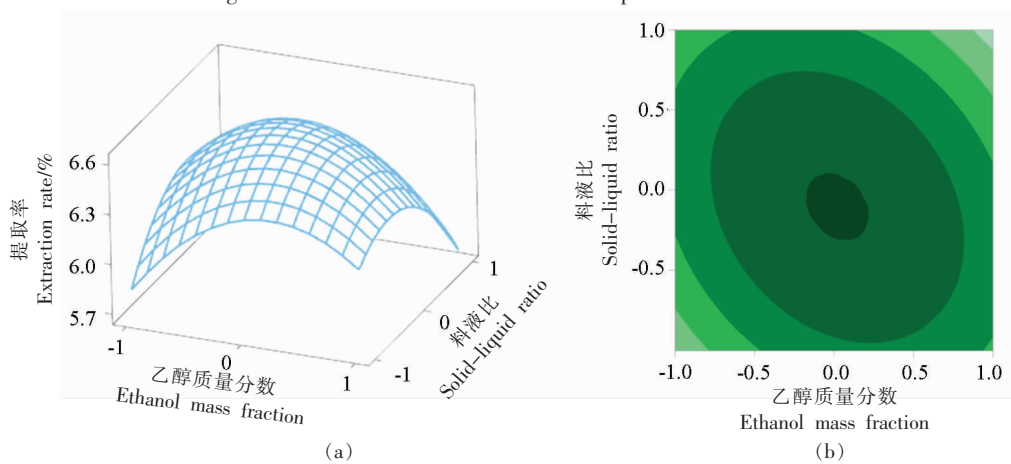 提取率
Extraction rate/%
6.6
6.3
6.0
5.7
-1
0
1
乙醇质量分数
Ethanol mass fraction
-1
0
1
料液比
Solid-liquid ratio
(a)
料液比
Solid-liquid ratio
1.0
0.5
0.0
-0.5
-1.0
-0.5
0.0
0.5
1.0
乙醇质量分数
Ethanol mass fraction
(b)